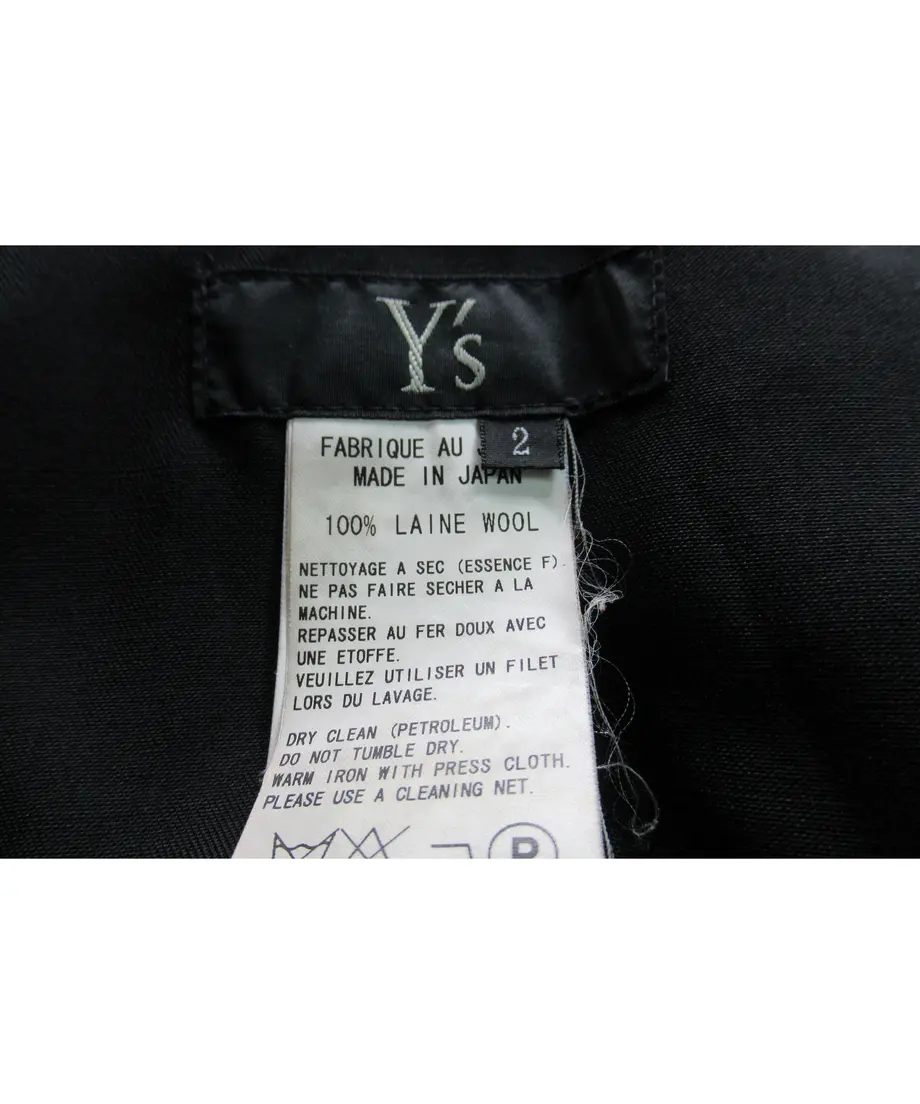 Y's
2
FABRIQUE AU
MADE IN JAPAN
100% LAINE WOOL
NETTOYAGE A SEC (ESSENCE F).
NE PAS FAIRE SECHER A LA
MACHINE.
REPASSER AU FER DOUX AVEC
UNE ETOFFE.
VEUILLEZ UTILISER UN FILET
LORS DU LAVAGE.
DRY CLEAN (PETROLEUM).
DO NOT TUMBLE DRY.
WARM IRON WITH PRESS CLOTH.
PLEASE USE A CLEANING NET.
P